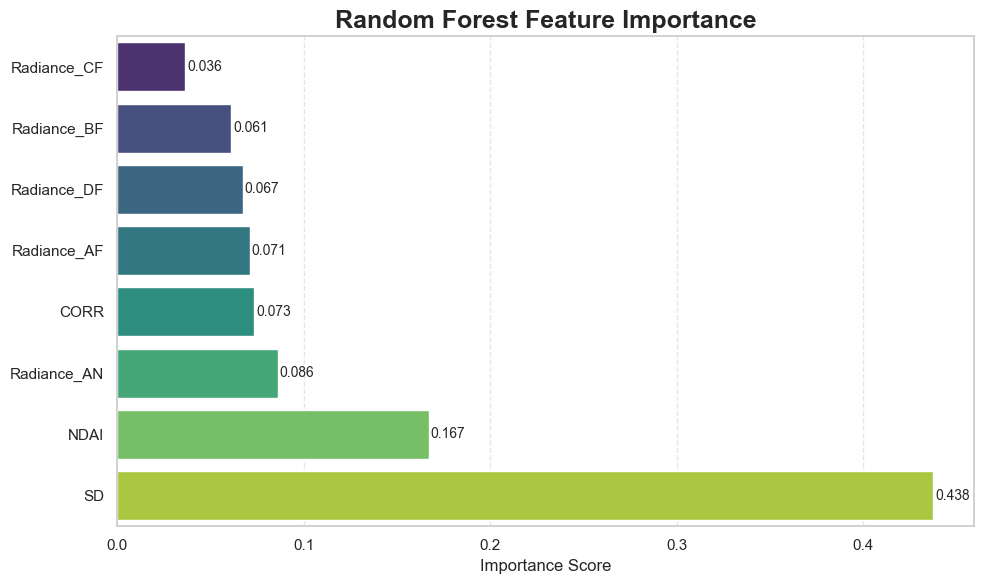 Random Forest Feature Importance
Radiance_CF 0.036
Radiance_BF 0.061
Radiance_DF 0.067
Radiance_AF 0.071
CORR 0.073
Radiance_AN 0.086
NDAI 0.167
SD 0.438
0.0 0.1 0.2 0.3 0.4
Importance Score